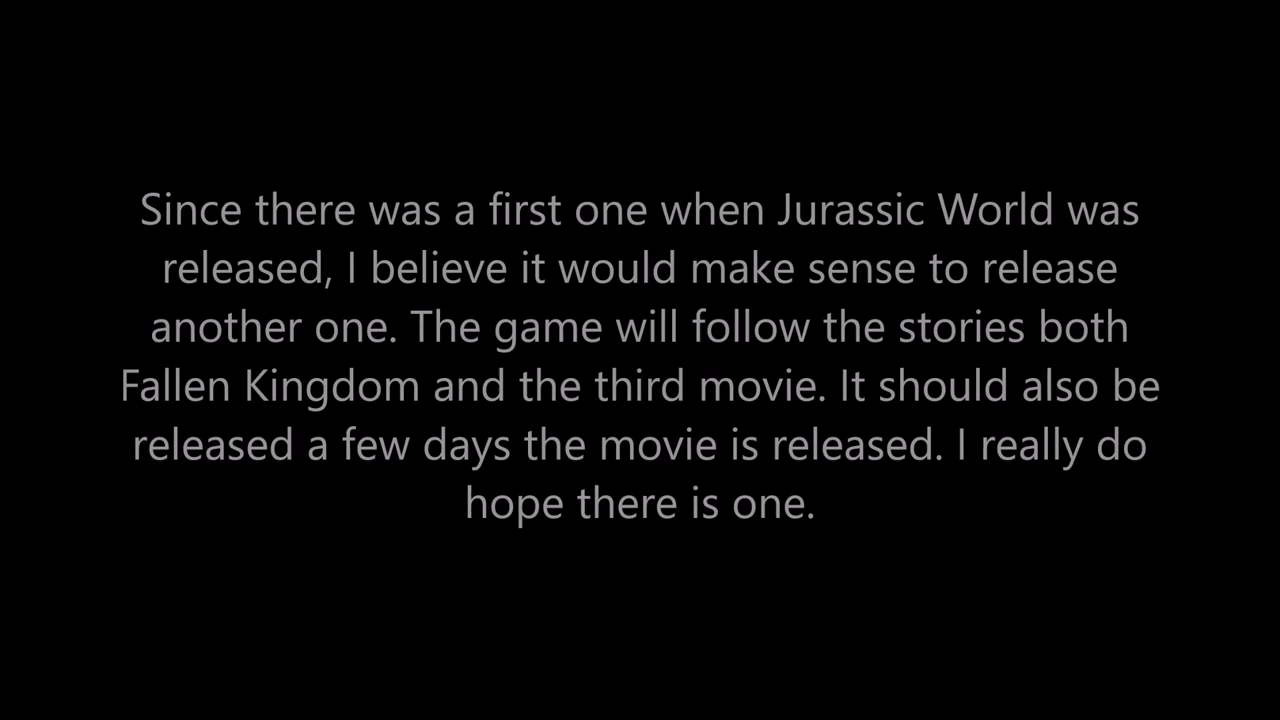 Since there was a first one when Jurassic World was
released, I believe it would make sense to release
another one. The game will follow the stories both
Fallen Kingdom and the third movie. It should also be
released a few days the movie is released. I really do
hope there is one.